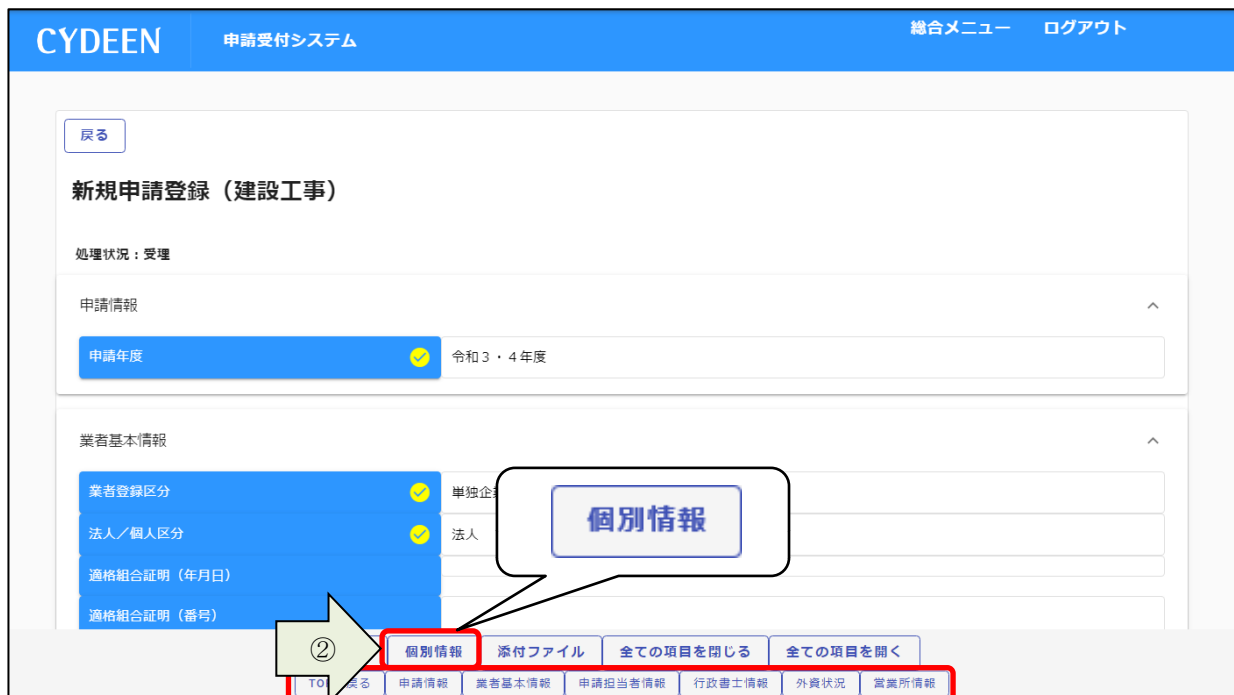 CYDEEN 申請受付システム 総合メニュー ログアウト
戻る
新規申請登録（建設工事）
処理状況：受理
申請情報
申請年度 令和３・４年度
業者基本情報
業者登録区分 単独企
法人／個人区分 法人
個別情報
適格組合証明（年月日）
適格組合証明（番号）
② 個別情報 添付ファイル 全ての項目を閉じる 全ての項目を開く
TO 戻る 申請情報 業者基本情報 申請担当者情報 行政書士情報 外資状況 営業所情報